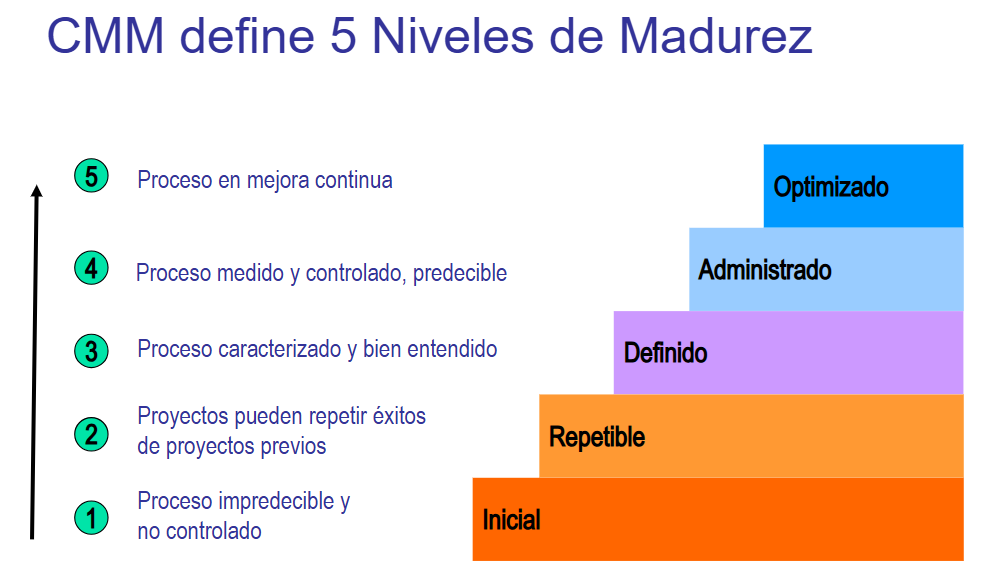 CMM define 5 Niveles de Madurez
5 Proceso en mejora continua
Optimizado
4 Proceso medido y controlado, predecible
Administrado
3 Proceso caracterizado y bien entendido
Definido
2 Proyectos pueden repetir éxitos
de proyectos previos
Repetible
1 Proceso impredecible y
no controlado
Inicial